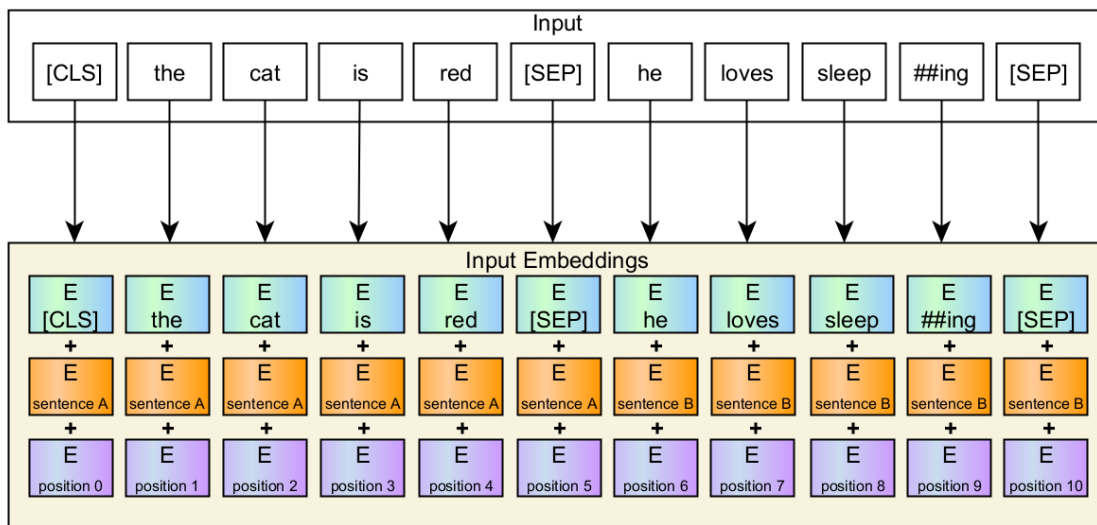 Input
[CLS] the cat is red [SEP] he loves sleep ##ing [SEP]
Input Embeddings
E E E E E E E E E E E
[CLS] the cat is red [SEP] he loves sleep ##ing [SEP]
+ + + + + + + + + + +
E E E E E E E E E E E
sentence A sentence A sentence A sentence A sentence A sentence A sentence B sentence B sentence B sentence B sentence B
+ + + + + + + + + + +
E E E E E E E E E E E
position 0 position 1 position 2 position 3 position 4 position 5 position 6 position 7 position 8 position 9 position 10